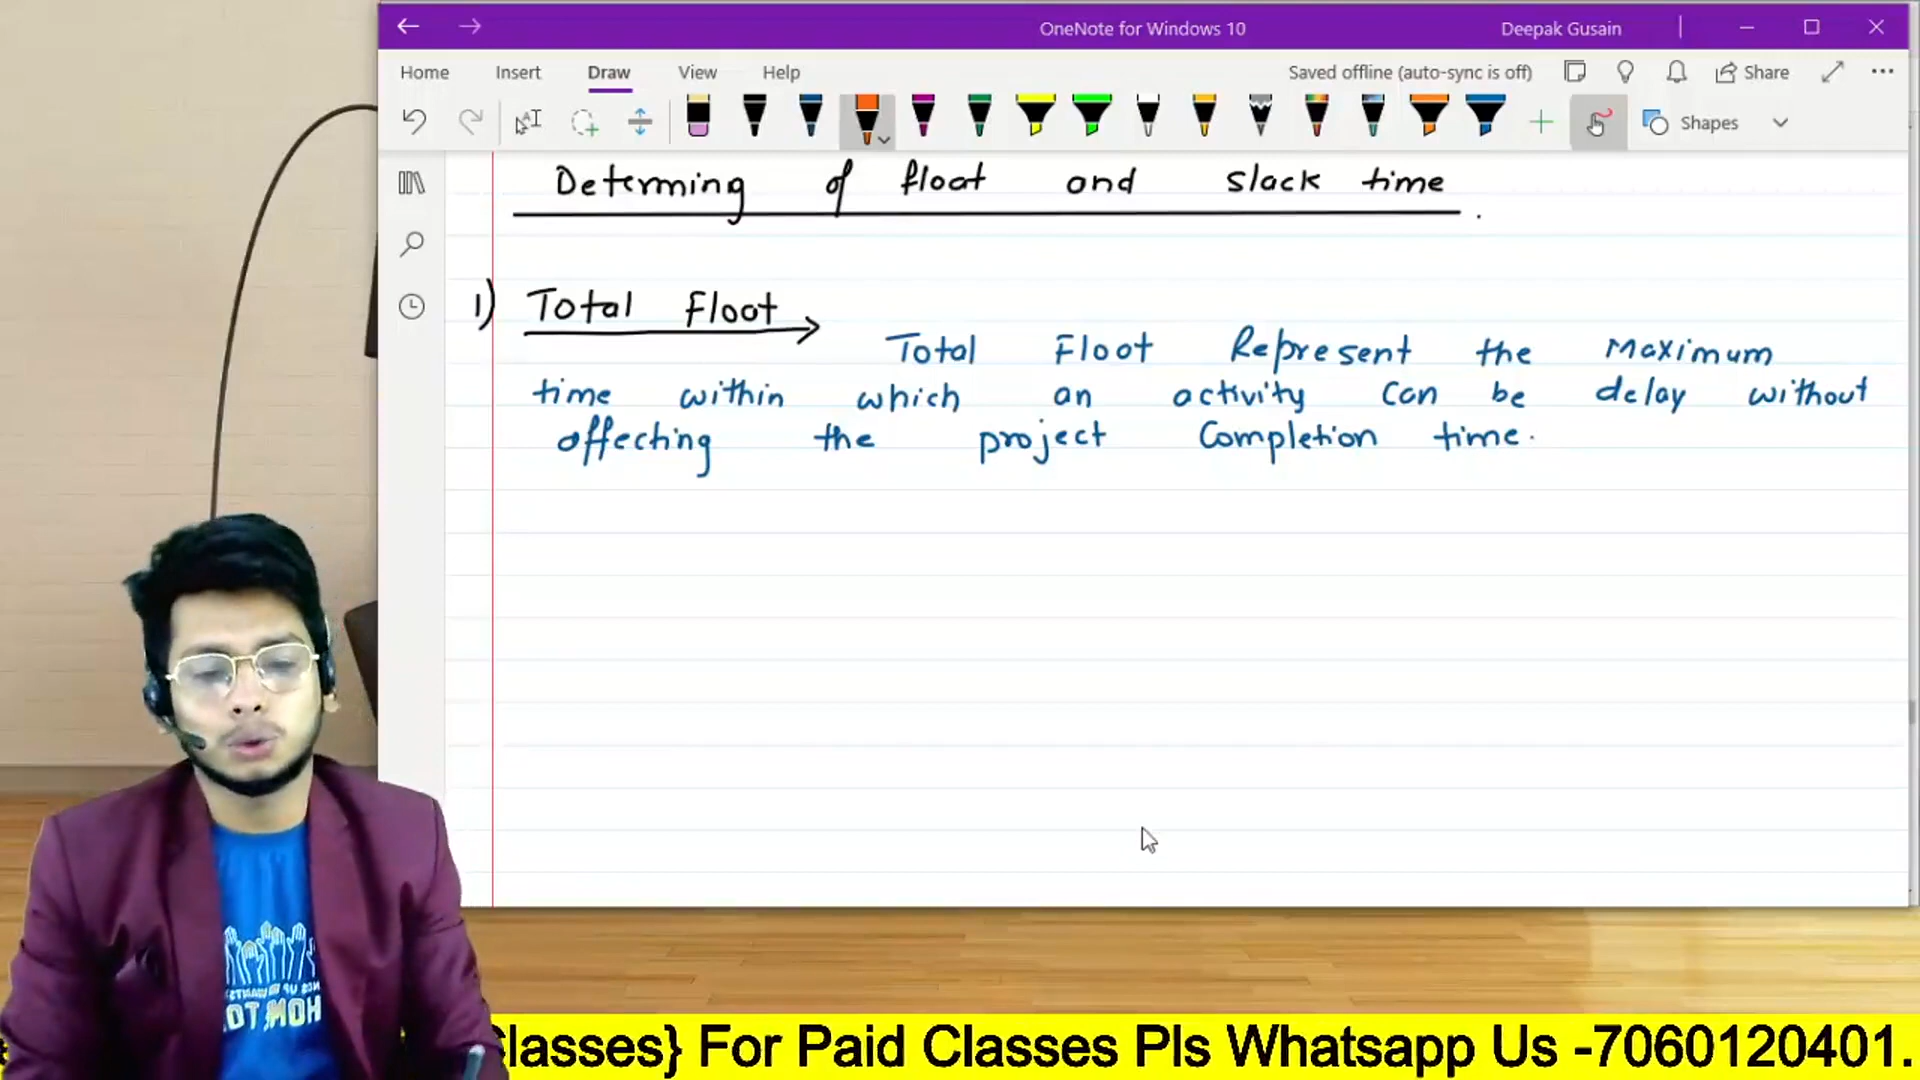 OneNote for Windows 10
Deepak Gusain
Home Insert Draw View Help
Saved offline (auto-sync is off)
Share
Shapes
Determing of float and slack time.
1) Total Float
Total Float Represent the Maximum
time within which an activity can be delay without
affecting the project Completion time.
HOW TO
lasses} For Paid Classes Pls Whatsapp Us -7060120401.